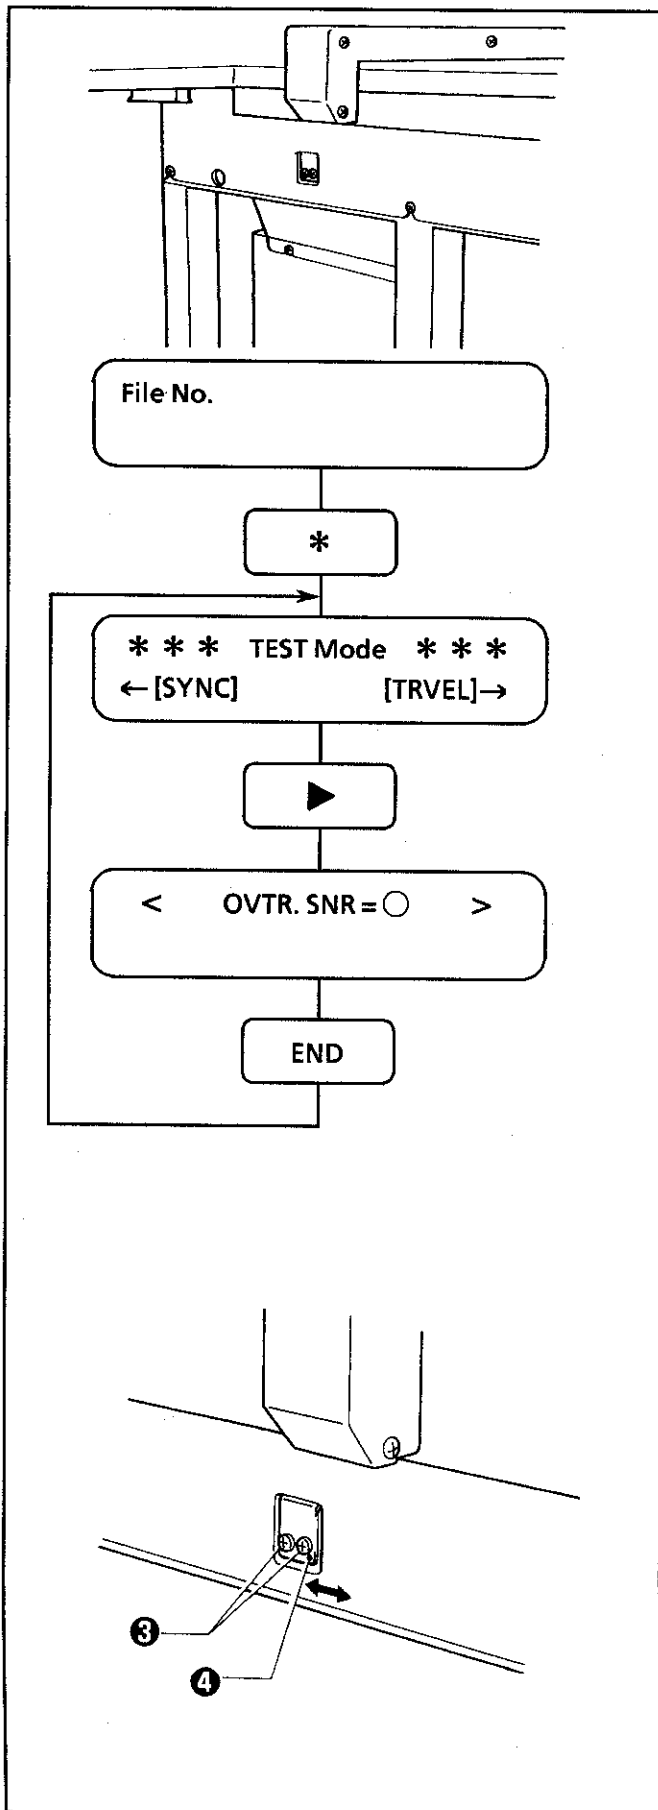 File No.
*
* * * TEST Mode * * *
←[SYNC] [TRVEL]→
▶
< OVTR. SNR = ○ >
END
❸
❹